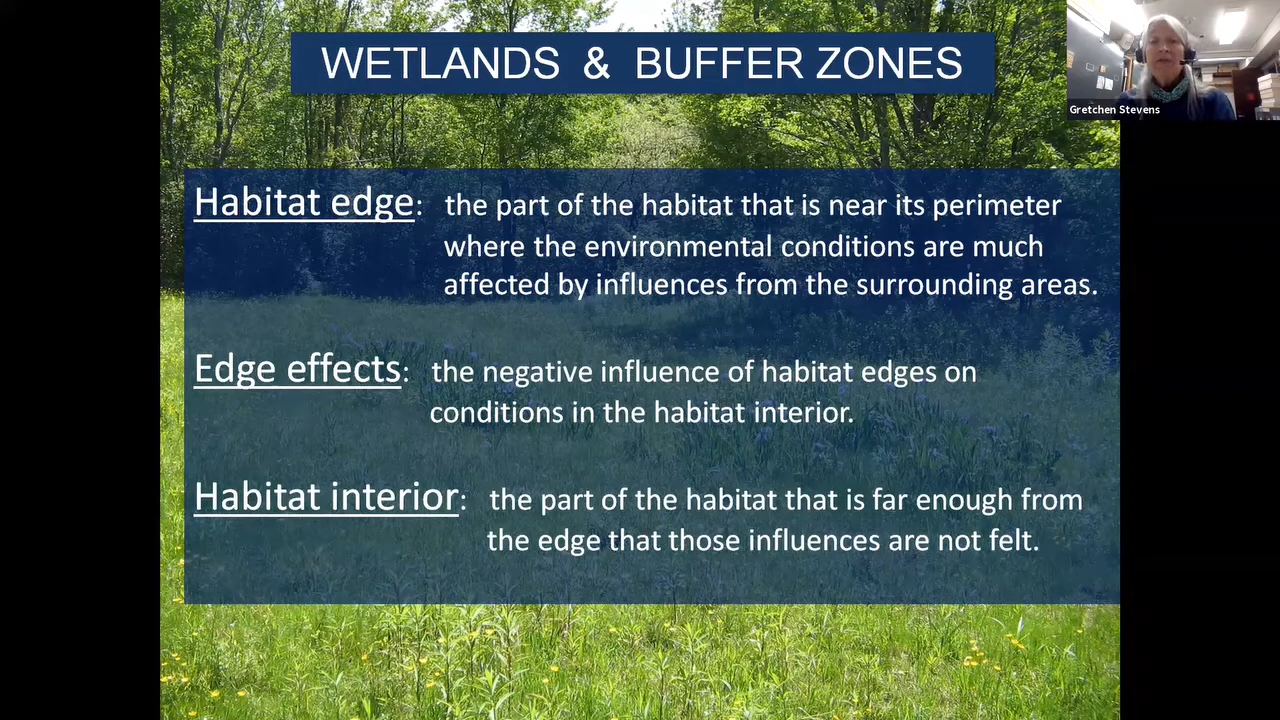 WETLANDS & BUFFER ZONES
Gretchen Stevens
Habitat edge: the part of the habitat that is near its perimeter
where the environmental conditions are much
affected by influences from the surrounding areas.
Edge effects: the negative influence of habitat edges on
conditions in the habitat interior.
Habitat interior: the part of the habitat that is far enough from
the edge that those influences are not felt.